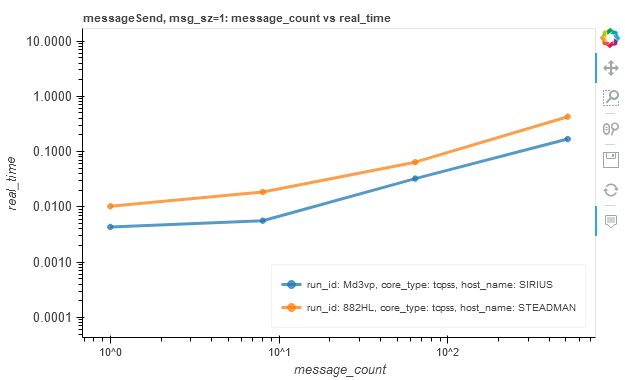 messageSend, msg_sz=1: message_count vs real_time
10.0000
1.0000
0.1000
0.0100
0.0010
0.0001
real_time
run_id: Md3vp, core_type: tcpss, host_name: SIRIUS
run_id: 882HL, core_type: tcpss, host_name: STEADMAN
10^0
10^1
10^2
message_count